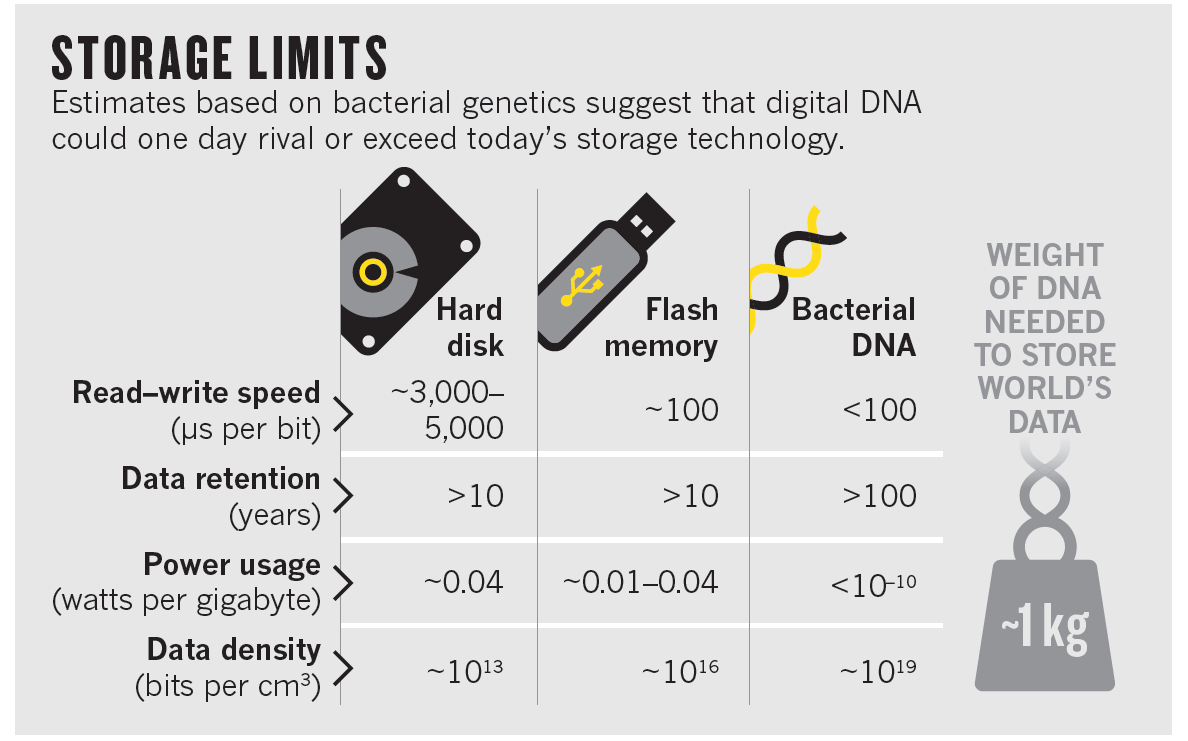 STORAGE LIMITS
Estimates based on bacterial genetics suggest that digital DNA
could one day rival or exceed today’s storage technology.
Hard
disk
Flash
memory
Bacterial
DNA
Read–write speed
(µs per bit)
~3,000–
5,000
~100
<100
Data retention
(years)
>10
>10
>100
Power usage
(watts per gigabyte)
~0.04
~0.01–0.04
<10⁻¹⁰
Data density
(bits per cm³)
~10¹³
~10¹⁶
~10¹⁹
WEIGHT
OF DNA
NEEDED
TO STORE
WORLD’S
DATA
~1 kg